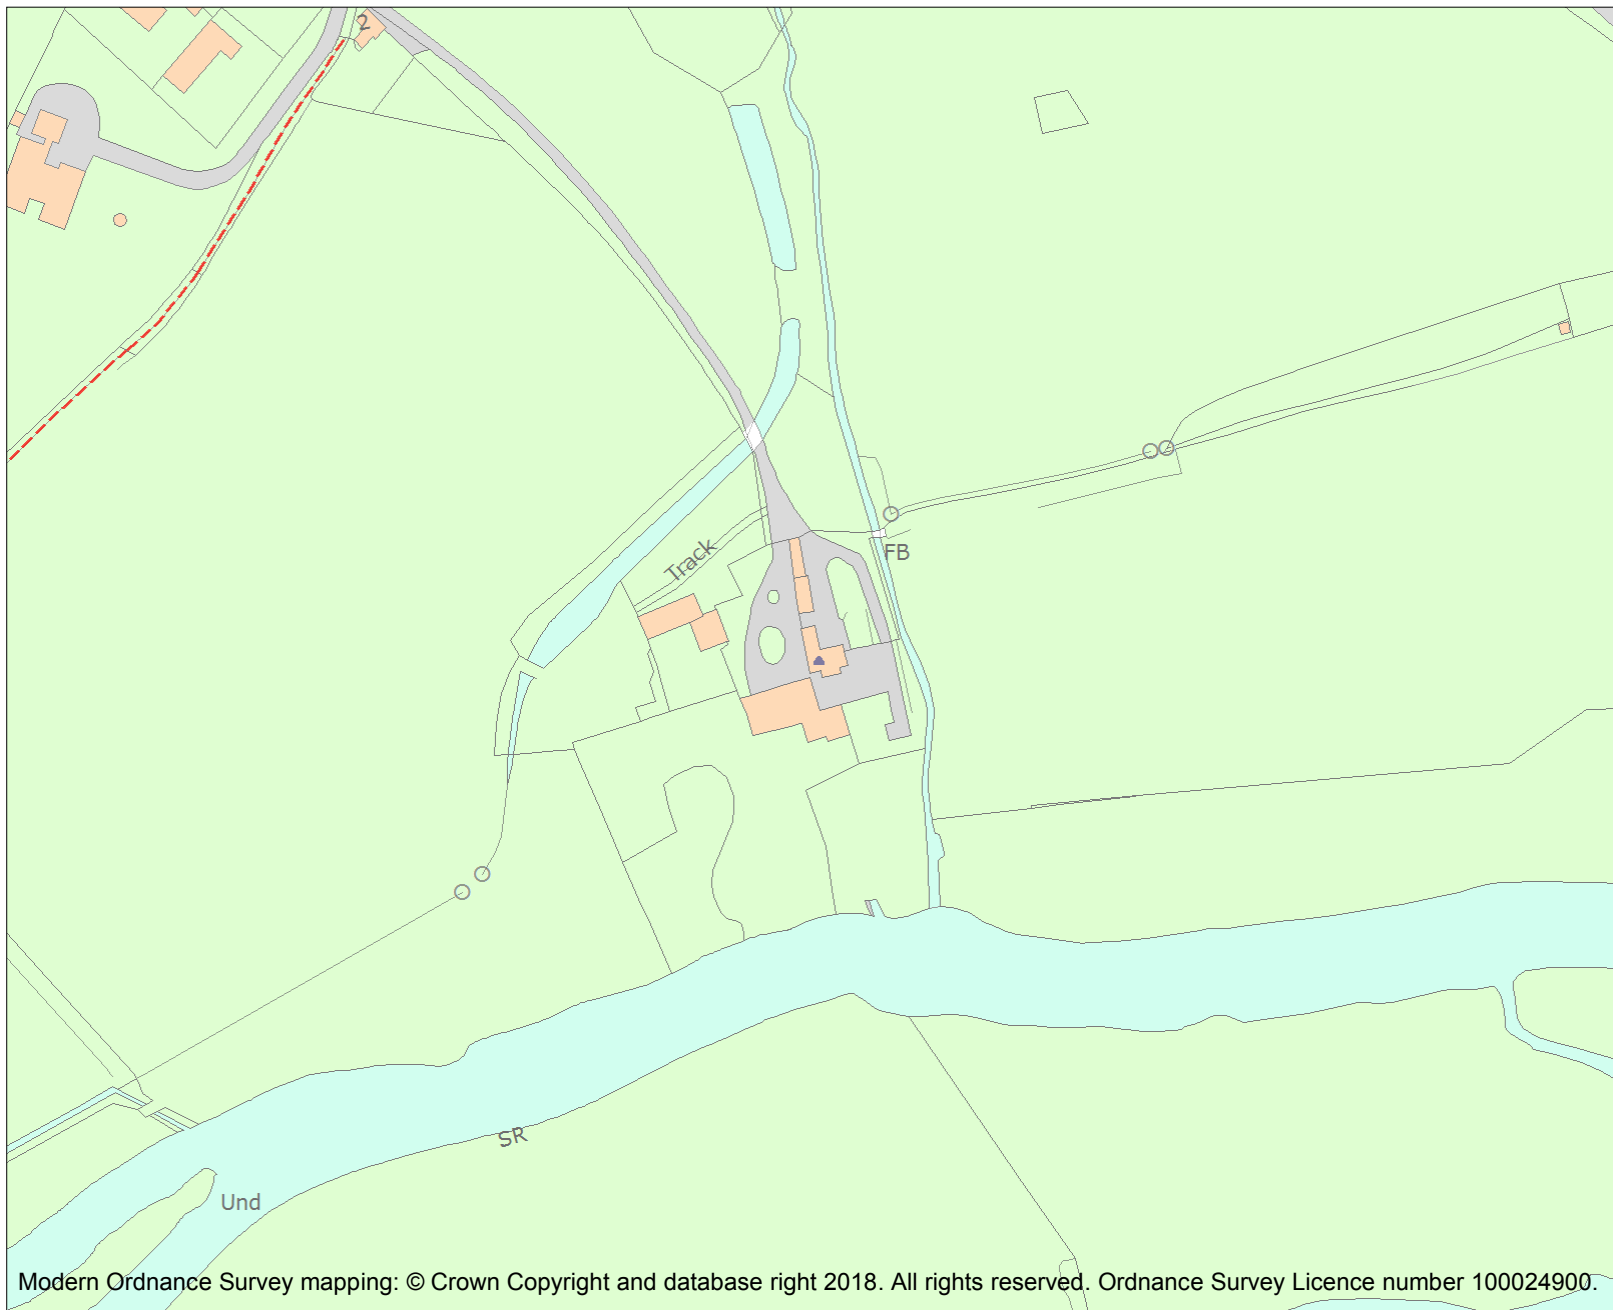 2
Track
FB
SR
Und
Modern Ordnance Survey mapping: © Crown Copyright and database right 2018. All rights reserved. Ordnance Survey Licence number 100024900.